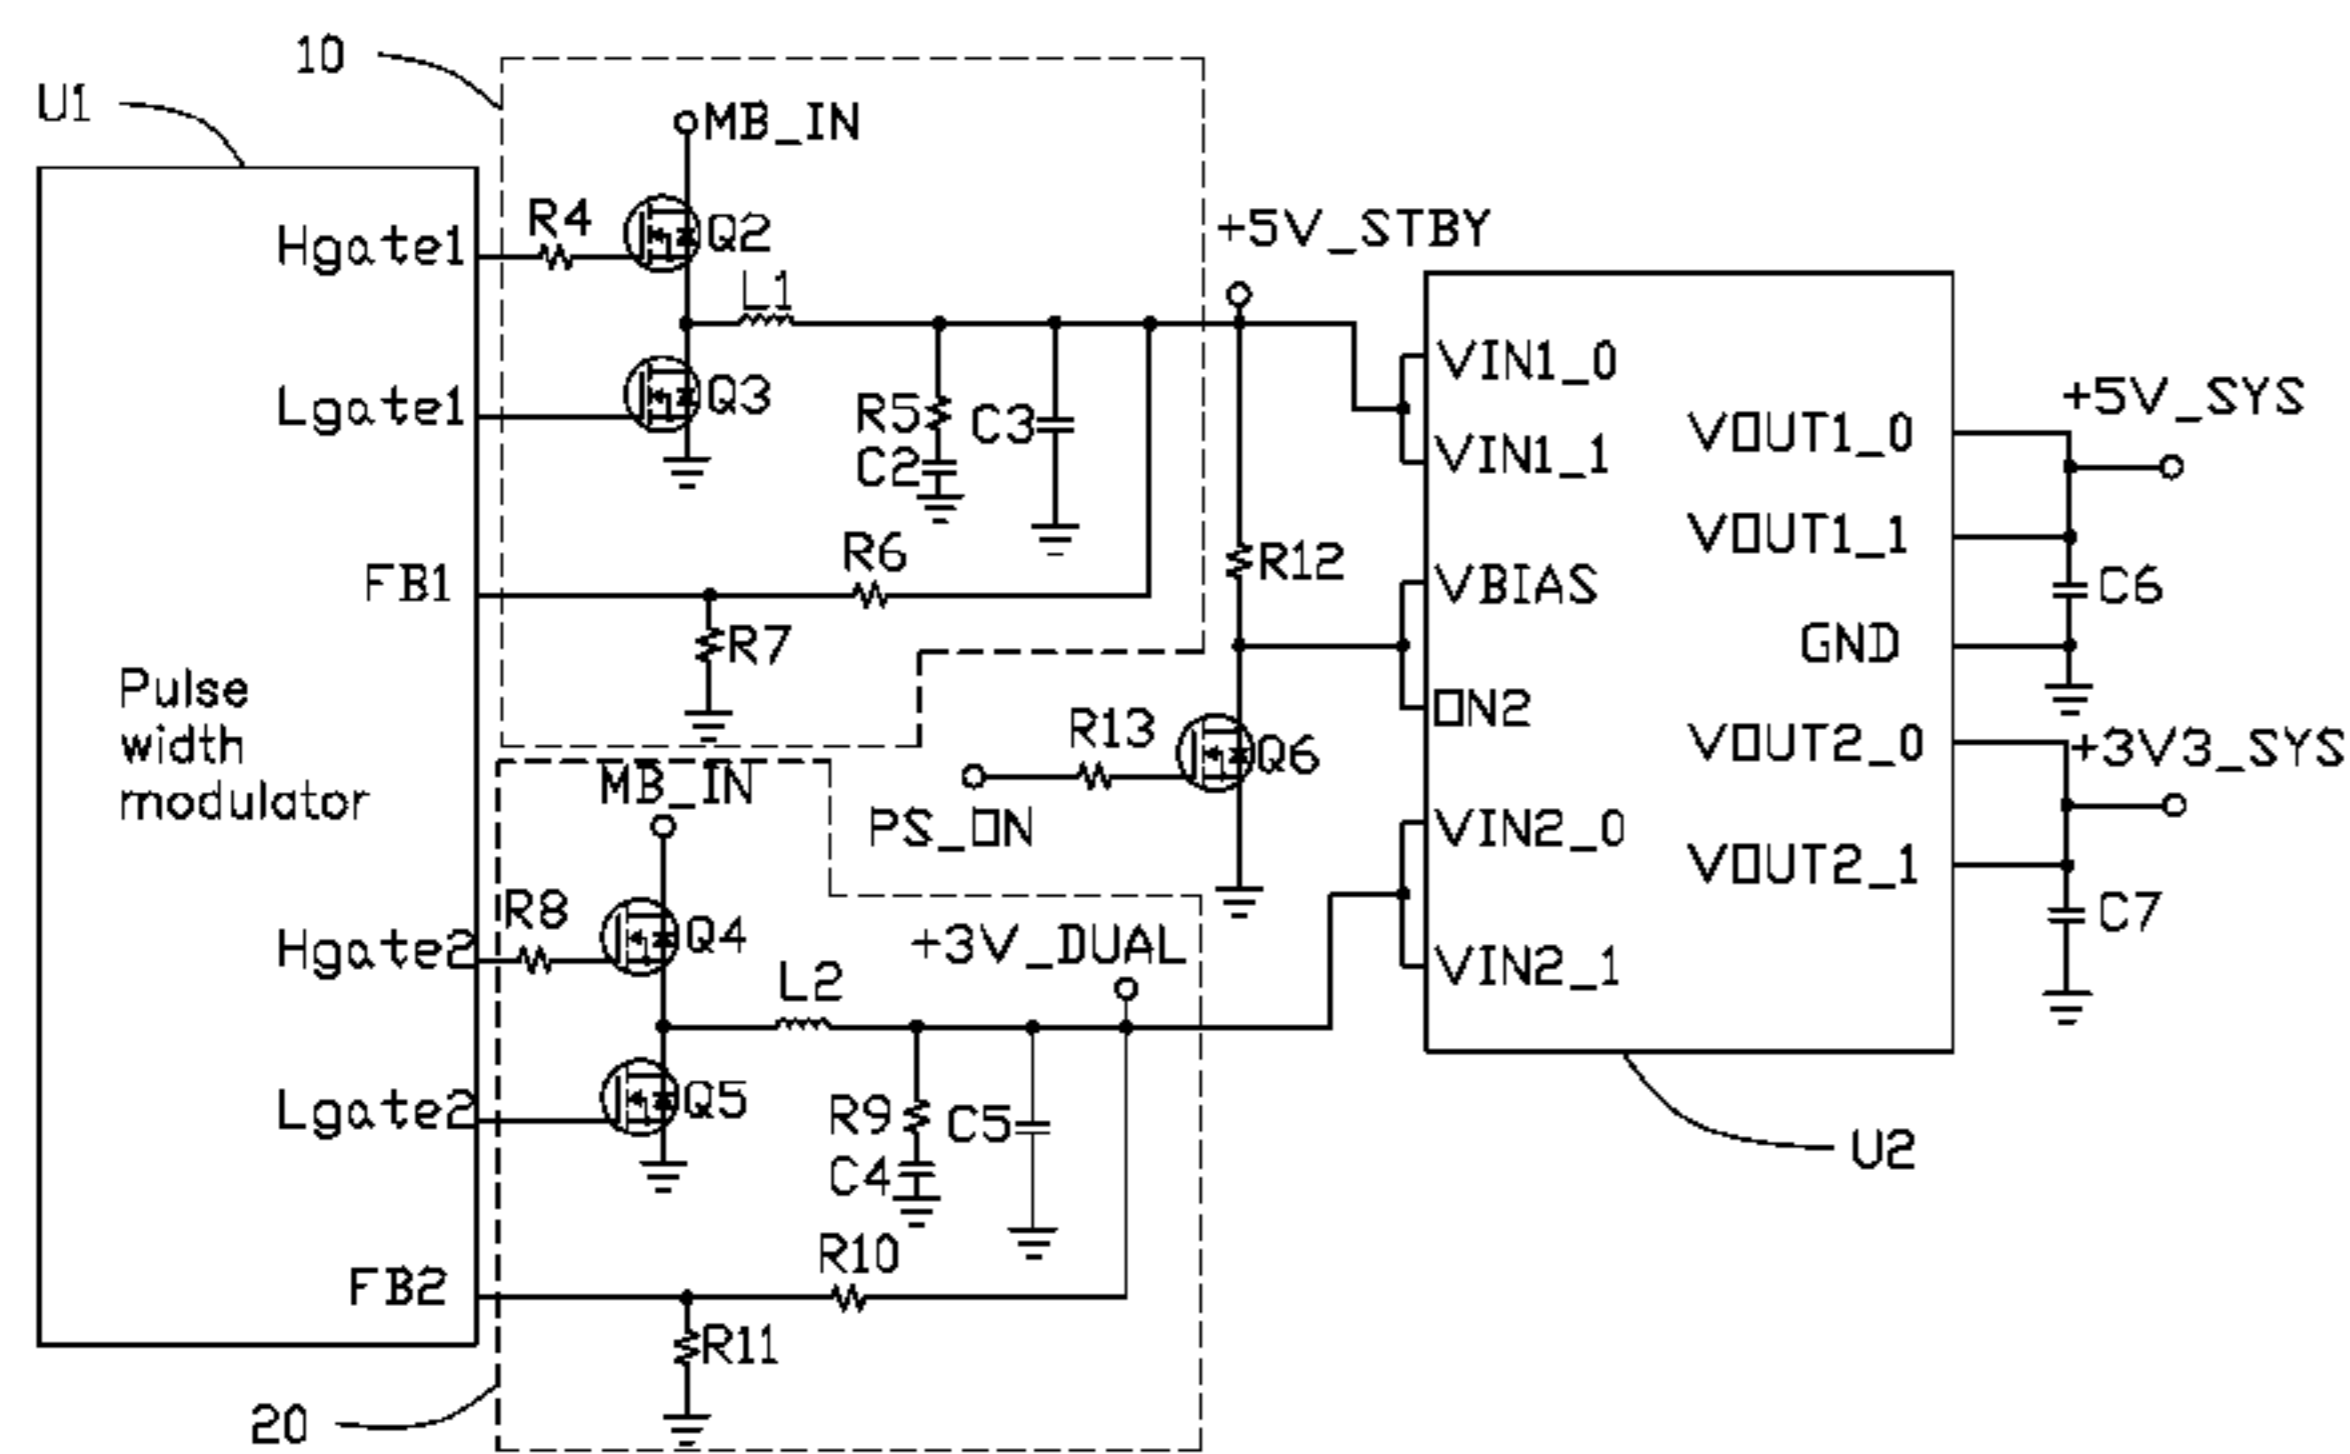 10
U1
MB_IN
R4
Q2
Hgate1
+5V_STBY
L1
VIN1_0
Q3
Lgate1
R5
C3
C2
VIN1_1
VOUT1_0
+5V_SYS
VOUT1_1
R6
FB1
R12
VBIAS
C6
R7
GND
Pulse
width
modulator
ON2
R13
Q6
VOUT2_0
+3V3_SYS
MB_IN
PS_ON
VIN2_0
VOUT2_1
R8
Q4
Hgate2
+3V_DUAL
C7
L2
VIN2_1
Q5
Lgate2
R9
C5
C4
U2
R10
FB2
R11
20